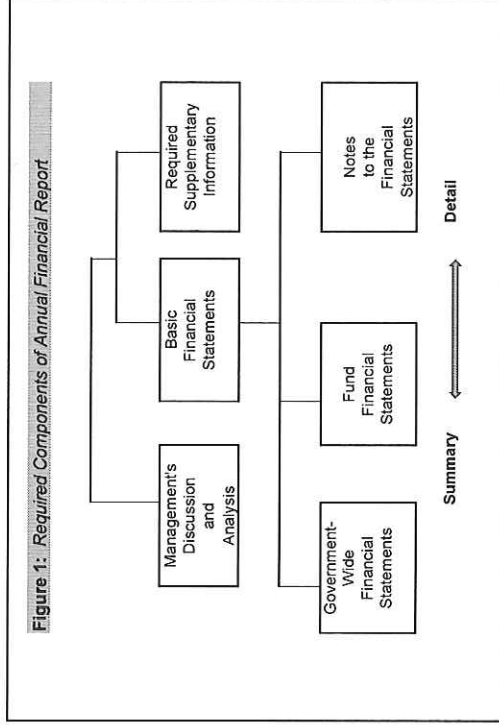 Figure 1: Required Components of Annual Financial Report
Management's
Discussion
and
Analysis
Basic
Financial
Statements
Required
Supplementary
Information
Government-
Wide
Financial
Statements
Fund
Financial
Statements
Notes
to the
Financial
Statements
Summary
Detail